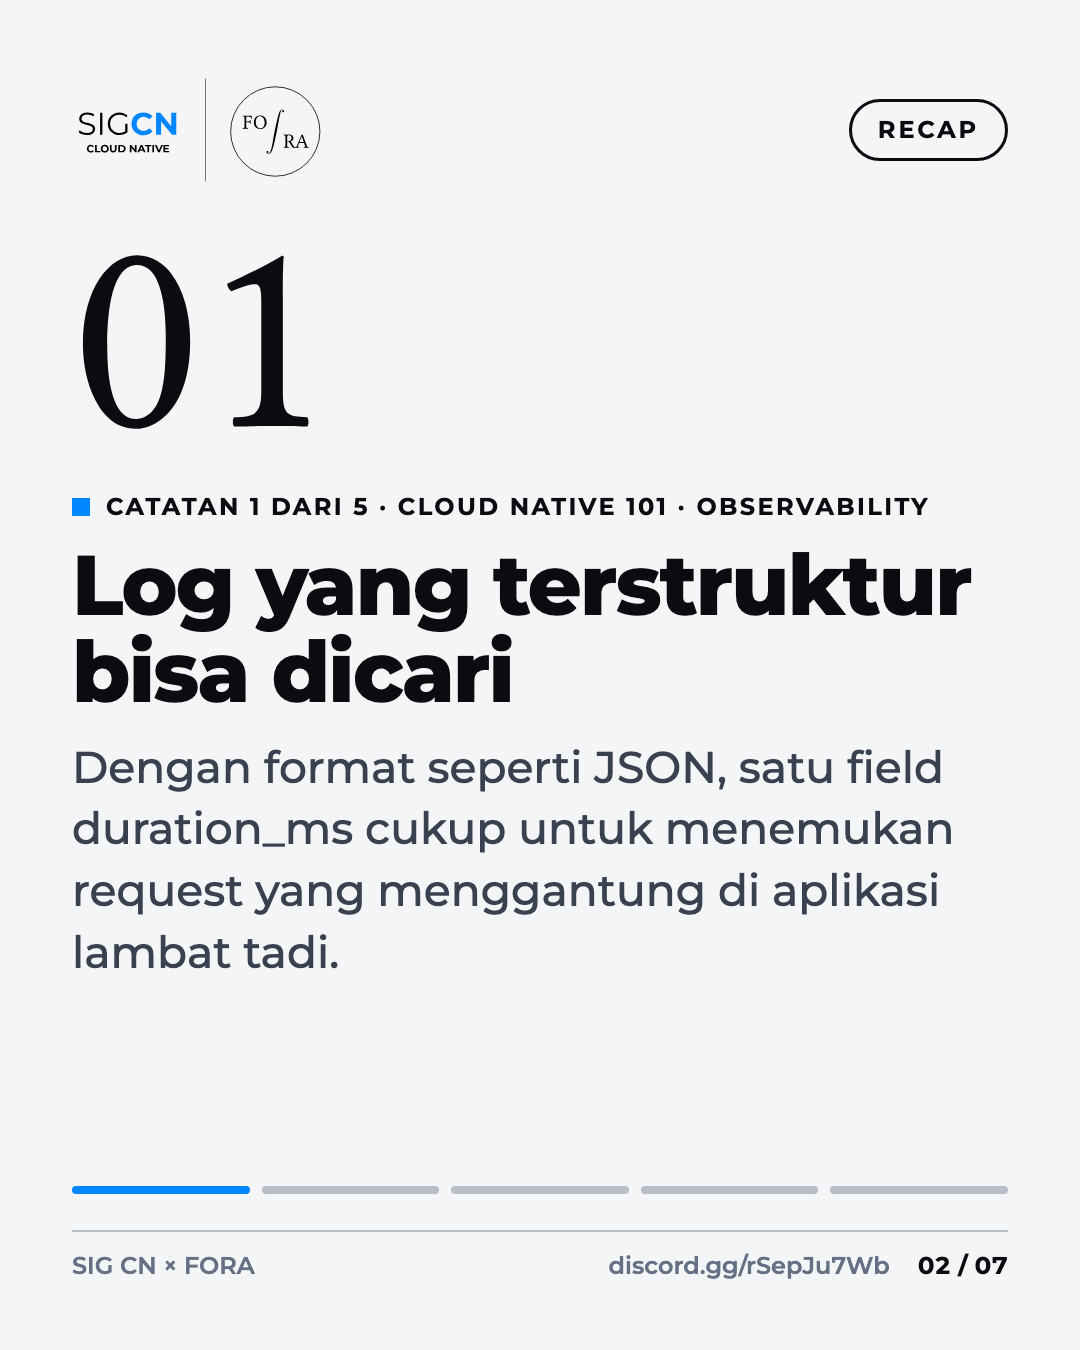 SIGCN
CLOUD NATIVE
FO
RA
RECAP
01
CATATAN 1 DARI 5 · CLOUD NATIVE 101 · OBSERVABILITY
Log yang terstruktur
bisa dicari
Dengan format seperti JSON, satu field
duration_ms cukup untuk menemukan
request yang menggantung di aplikasi
lambat tadi.
SIG CN × FORA
discord.gg/rSepJu7Wb
02 / 07